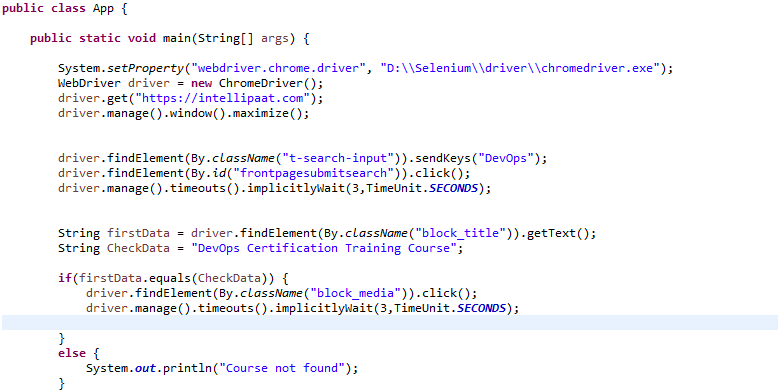 public class App {
public static void main(String[] args) {
System.setProperty("webdriver.chrome.driver", "D:\\Selenium\\driver\\chromedriver.exe");
WebDriver driver = new ChromeDriver();
driver.get("https://intellipaat.com");
driver.manage().window().maximize();
driver.findElement(By.className("t-search-input")).sendKeys("DevOps");
driver.findElement(By.id("frontpagesubmitsearch")).click();
driver.manage().timeouts().implicitlyWait(3,TimeUnit.SECONDS);
String firstData = driver.findElement(By.className("block_title")).getText();
String CheckData = "DevOps Certification Training Course";
if(firstData.equals(CheckData)) {
driver.findElement(By.className("block_media")).click();
driver.manage().timeouts().implicitlyWait(3,TimeUnit.SECONDS);
}
else {
System.out.println("Course not found");
}